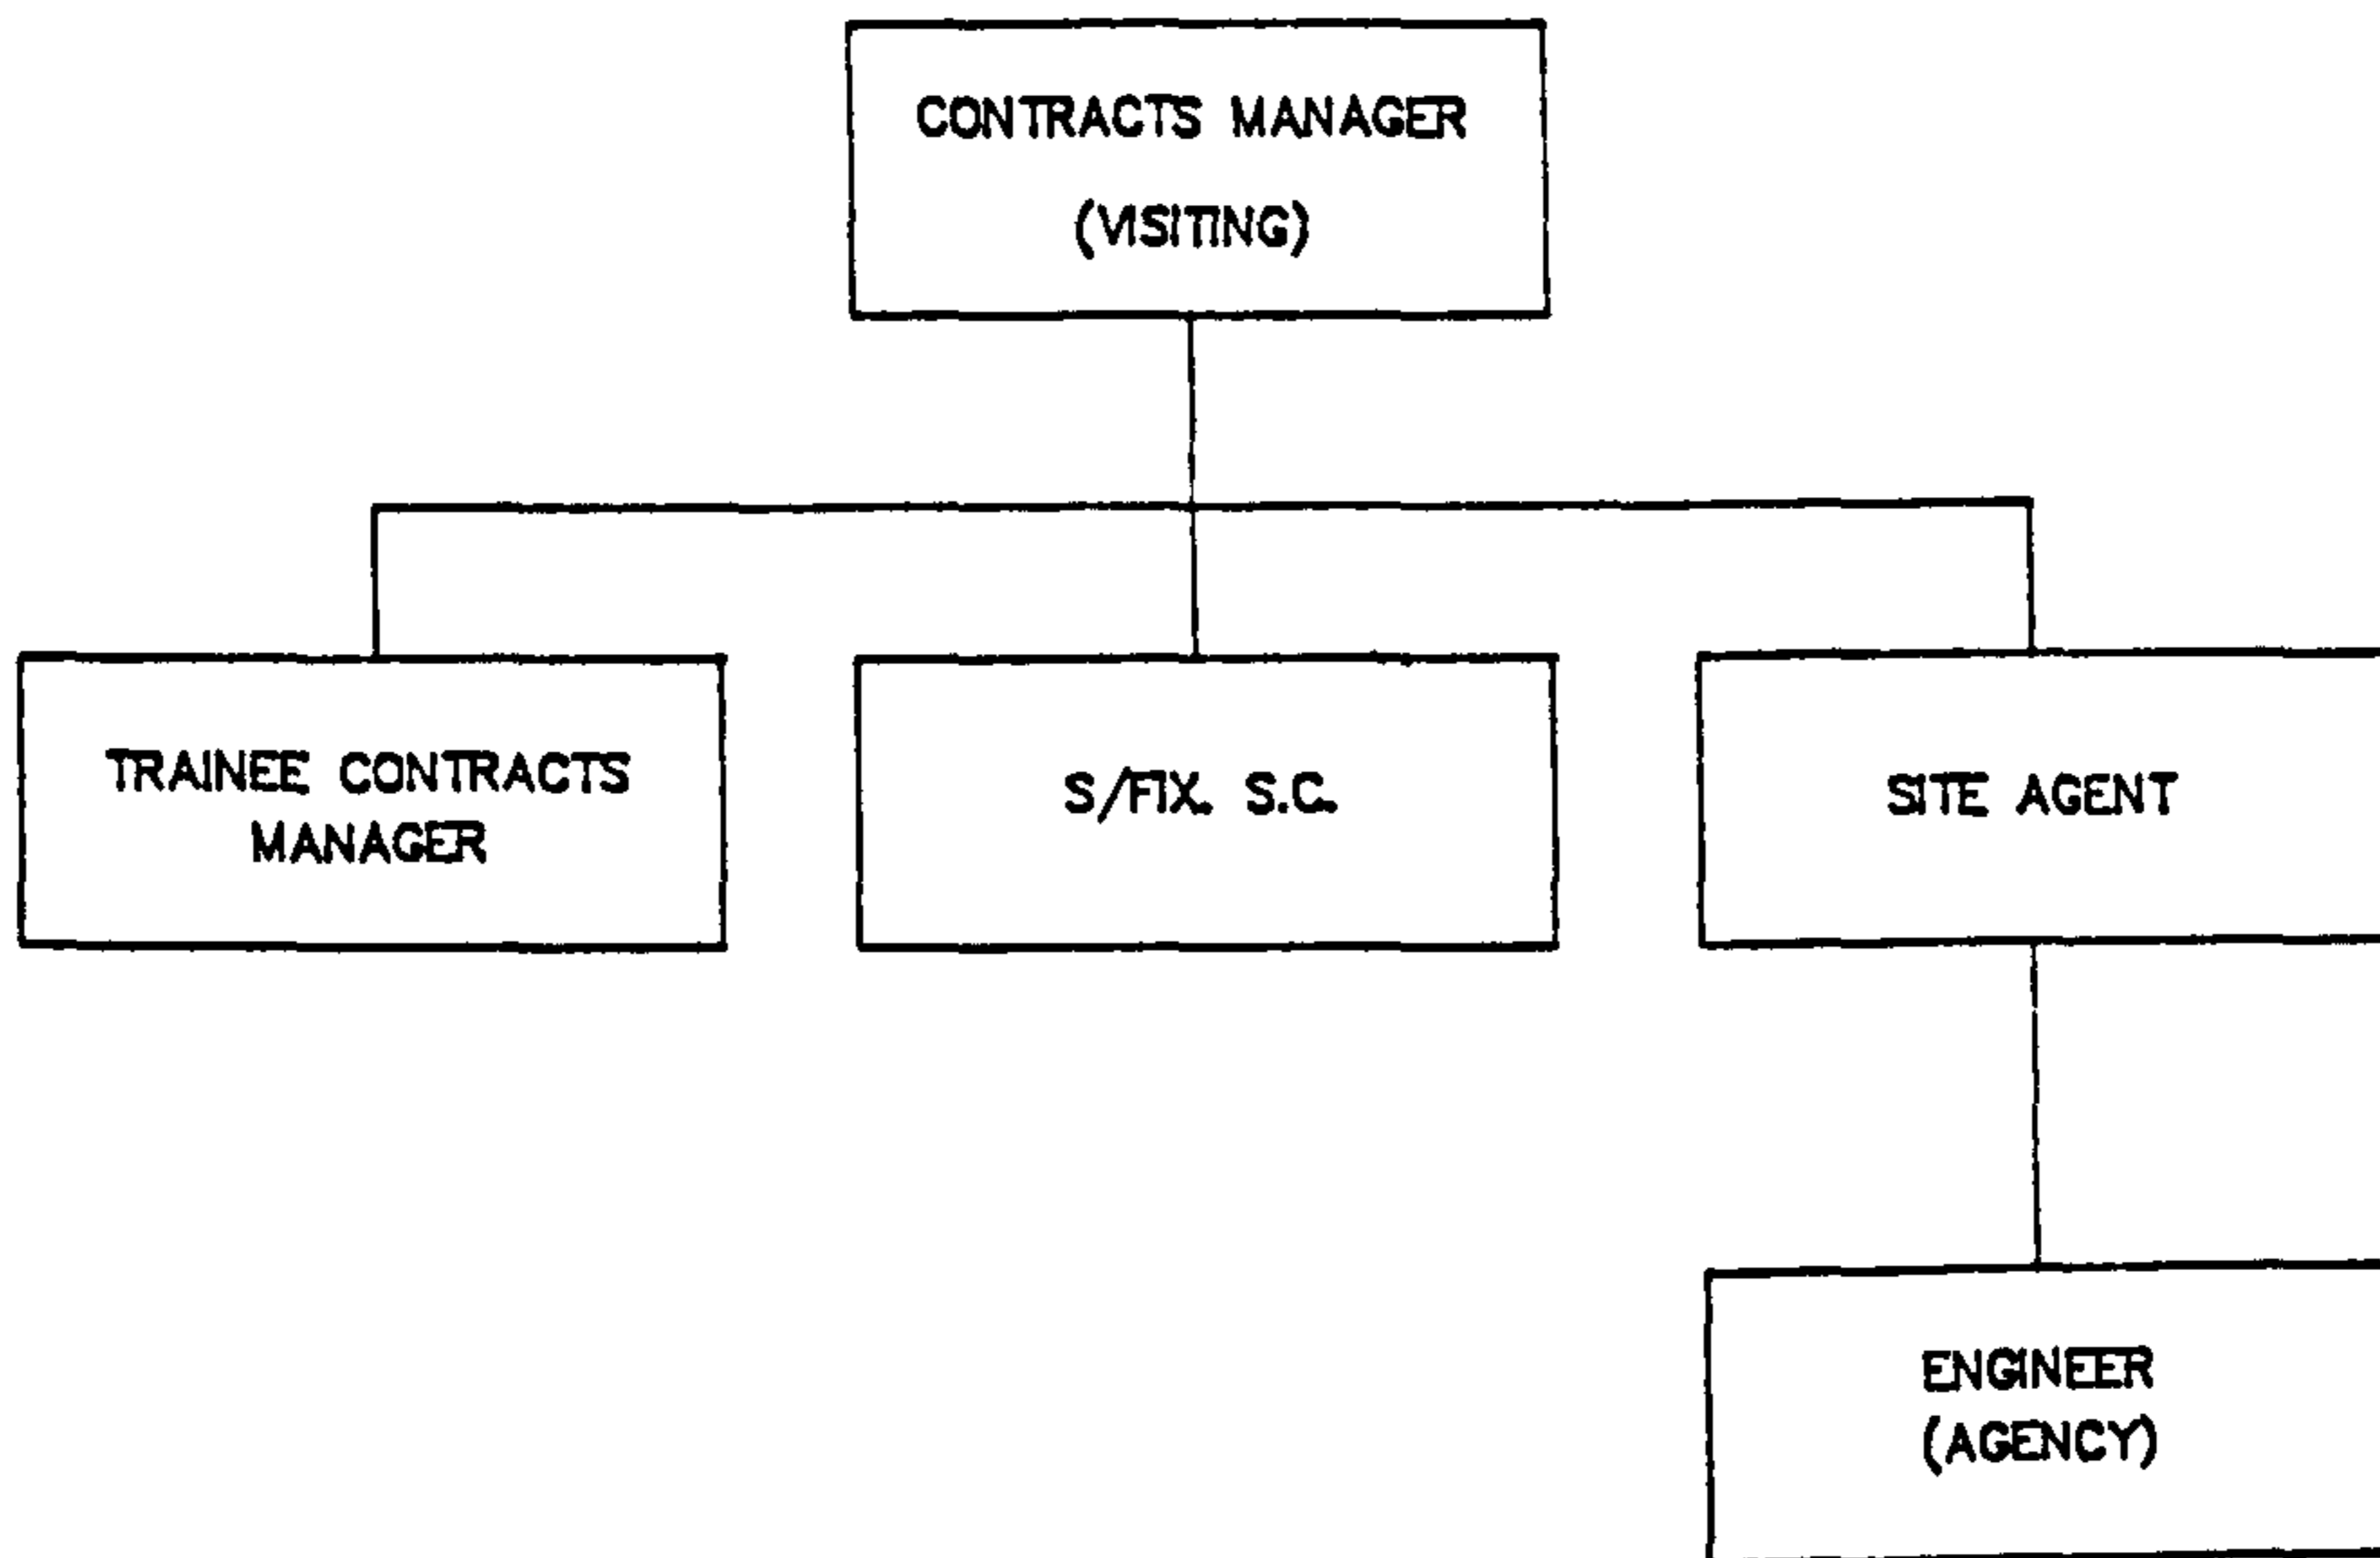 CONTRACTS MANAGER
(VISITING)
TRAINEE CONTRACTS
MANAGER
S/FIX. S.C.
SITE AGENT
ENGINEER
(AGENCY)